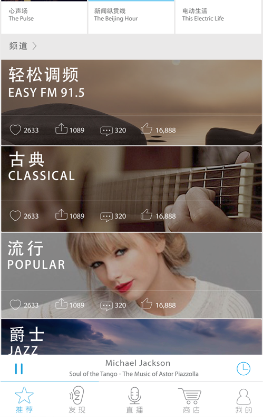 心声场
The Pulse
新闻纵贯线
The Beijing Hour
电动生活
This Electric Life
频道 >
轻松调频
EASY FM 91.5
2633 1089 320 16,888
古典
CLASSICAL
2633 1089 320 16,888
流行
POPULAR
2633 1089 320 16,888
爵士
JAZZ
Michael Jackson
Soul of the Tango - The Music of Astor Piazzolla
推荐 发现 直播 商店 我的